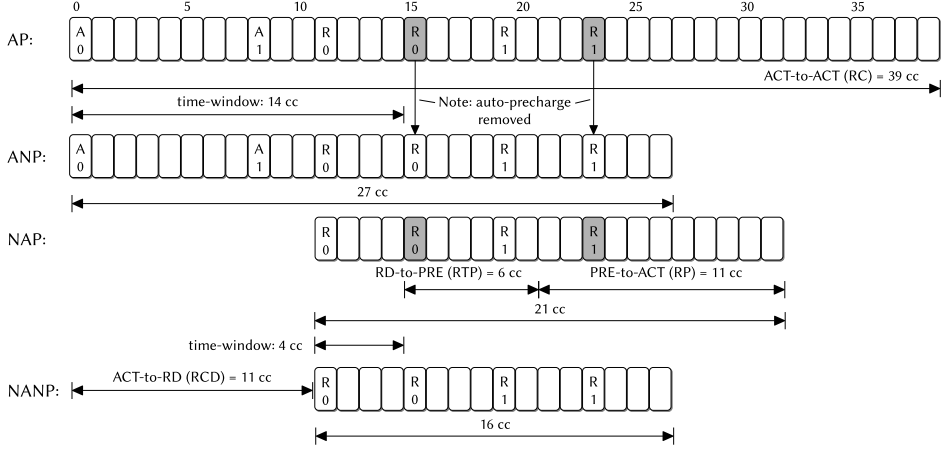 0 5 10 15 20 25 30 35
AP: A 0 A 1 R 0 R 0 R 1 R 1
ACT-to-ACT (RC) = 39 cc
time-window: 14 cc
Note: auto-precharge
removed
ANP: A 0 A 1 R 0 R 0 R 1 R 1
27 cc
NAP: R 0 R 0 R 1 R 1
RD-to-PRE (RTP) = 6 cc PRE-to-ACT (RP) = 11 cc
21 cc
time-window: 4 cc
ACT-to-RD (RCD) = 11 cc
NANP: R 0 R 0 R 1 R 1
16 cc